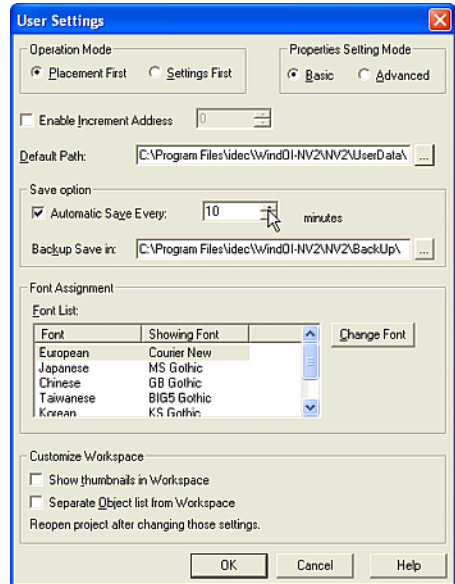 User Settings
Operation Mode
Placement First Settings First
Properties Setting Mode
Basic Advanced
Enable Increment Address 0
Default Path: C:\Program Files\idec\WindOI-NV2\NV2\UserData\ ...
Save option
Automatic Save Every: 10 minutes
Backup Save in: C:\Program Files\idec\WindOI-NV2\NV2\BackUp\ ...
Font Assignment
Font List:
Font Showing Font
European Courier New
Japanese MS Gothic
Chinese GB Gothic
Taiwanese BIG5 Gothic
Korean KS Gothic
Change Font
Customize Workspace
Show thumbnails in Workspace
Separate Object list from Workspace
Reopen project after changing those settings.
OK Cancel Help